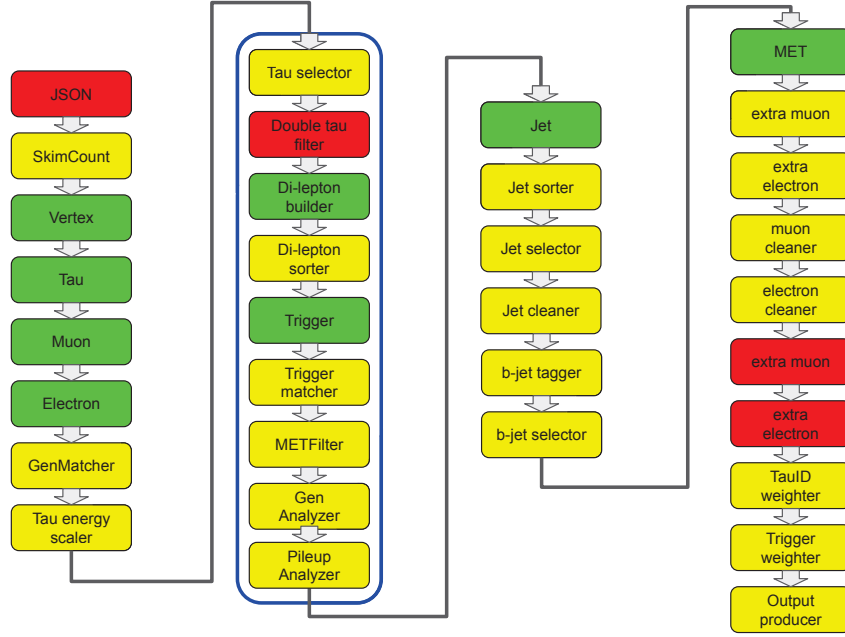 JSON
SkimCount
Vertex
Tau
Muon
Electron
GenMatcher
Tau energy
scaler
Tau selector
Double tau
filter
Di-lepton
builder
Di-lepton
sorter
Trigger
Trigger
matcher
METFilter
Gen
Analyzer
Pileup
Analyzer
Jet
Jet sorter
Jet selector
Jet cleaner
b-jet tagger
b-jet selector
MET
extra muon
extra
electron
muon
cleaner
electron
cleaner
extra muon
extra
electron
TauID
weighter
Trigger
weighter
Output
producer